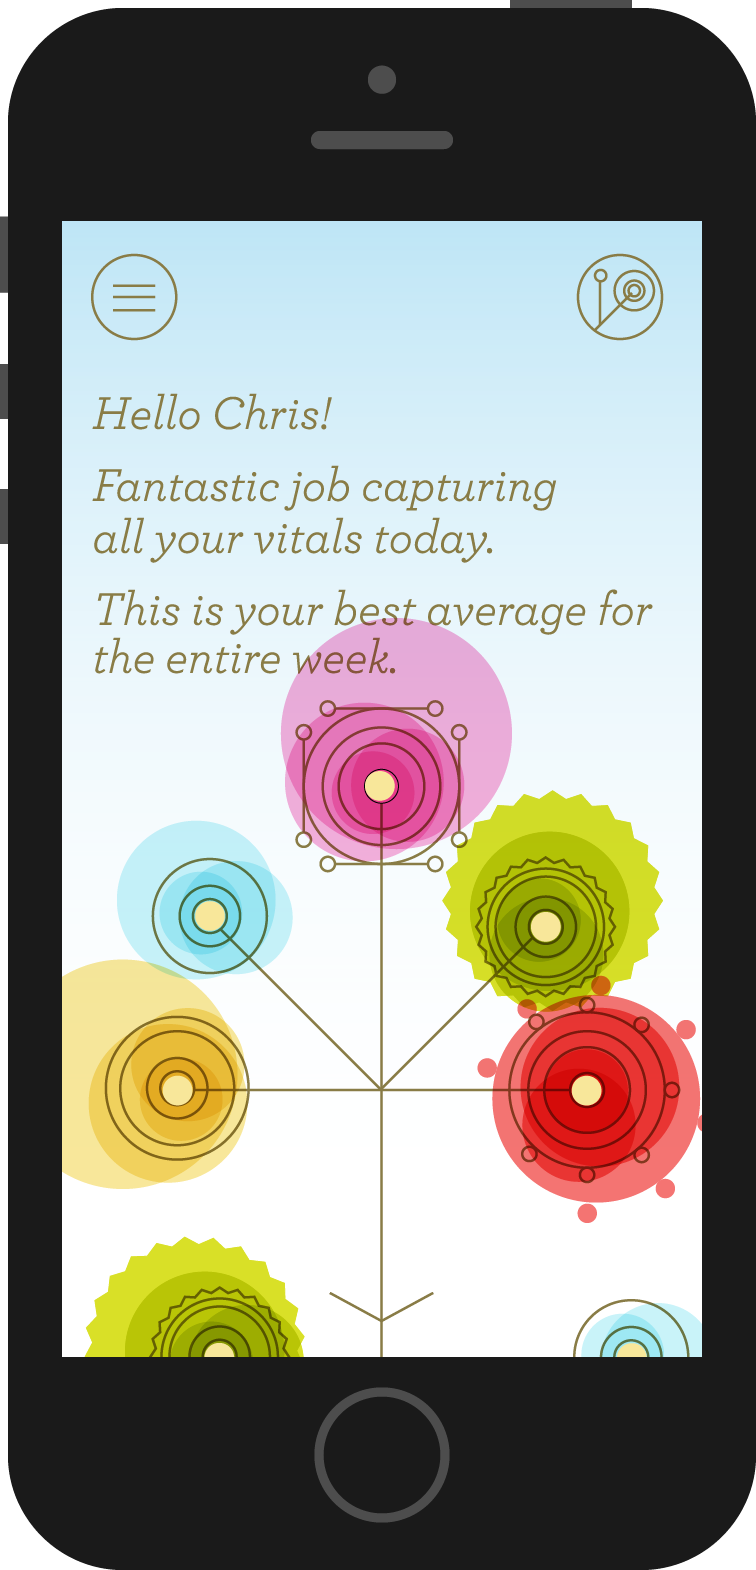 Hello Chris!
Fantastic job capturing
all your vitals today.
This is your best average for
the entire week.